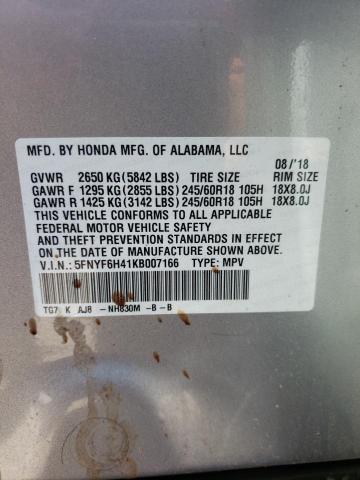 MFD. BY HONDA MFG. OF ALABAMA, LLC 08/'18
GVWR 2650 KG (5842 LBS) TIRE SIZE RIM SIZE
GAWR F 1295 KG (2855 LBS) 245/60R18 105H 18X8.0J
GAWR R 1425 KG (3142 LBS) 245/60R18 105H 18X8.0J
THIS VEHICLE CONFORMS TO ALL APPLICABLE
FEDERAL MOTOR VEHICLE SAFETY
AND THEFT PREVENTION STANDARDS IN EFFECT
ON THE DATE OF MANUFACTURE SHOWN ABOVE.
V.I.N.: 5FNYF6H41KB007166 TYPE: MPV
TG7 K AJ8 -NH830M -B -B